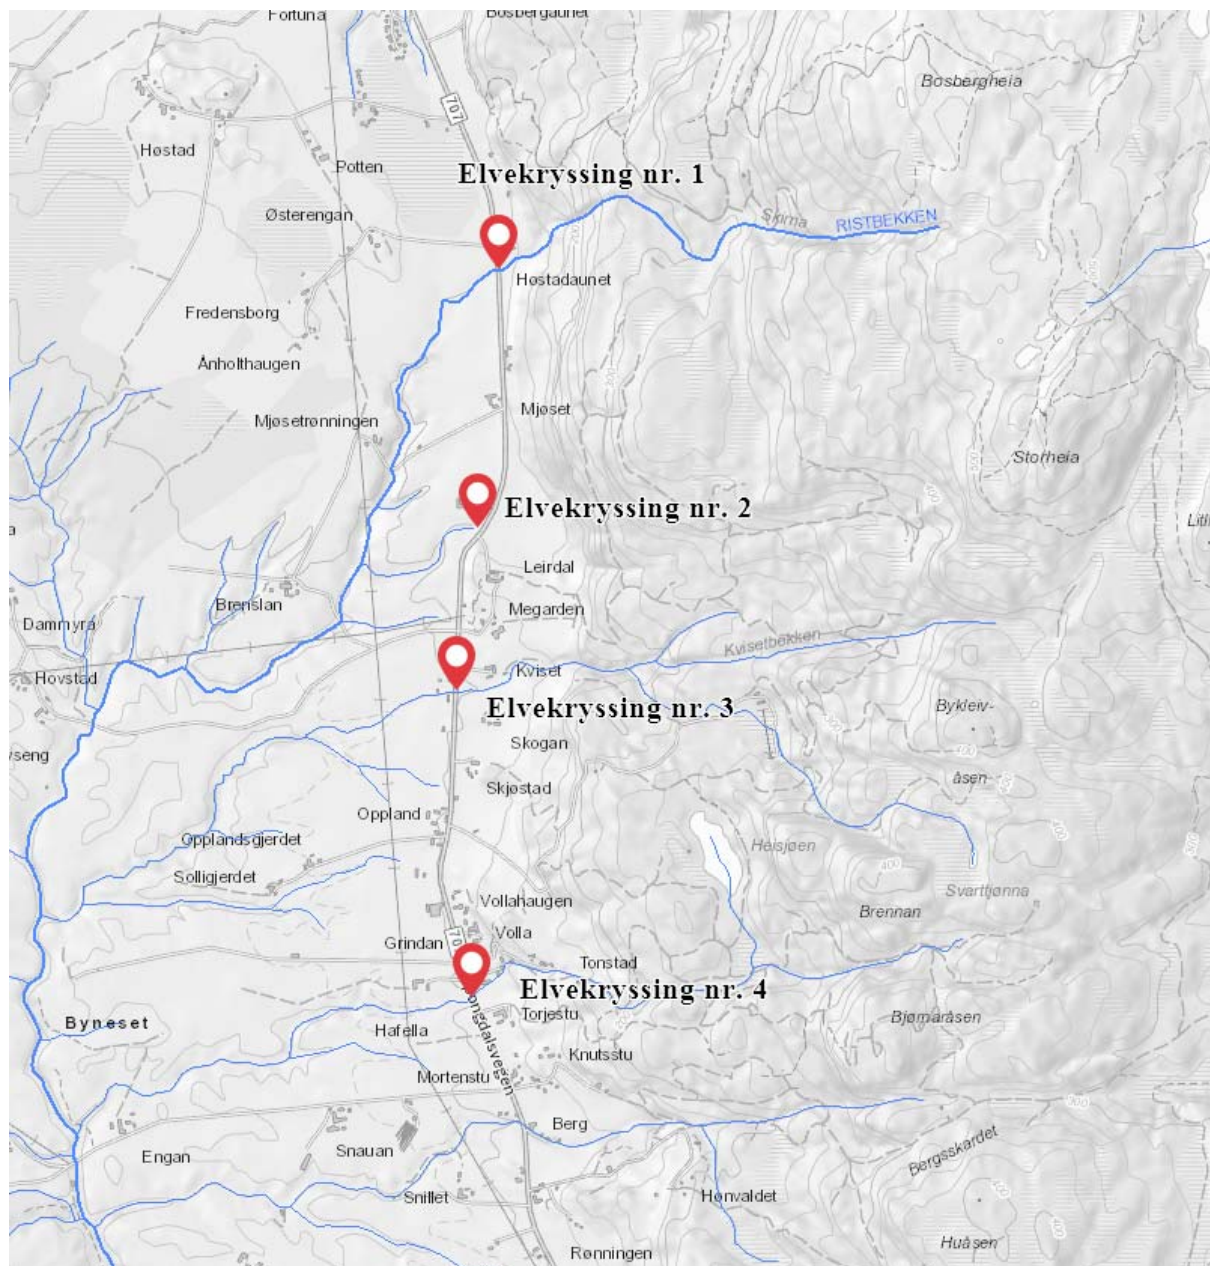 Fortuna
Bosbergaunet
Bosbergheia
707
Høstad
Potten
Elvekryssing nr. 1
Østerengan
Skirna
RISTBEKKEN
Høstadaunet
Fredensborg
Ånholthaugen
Mjøset
Mjøsetrønningen
Storheia
Elvekryssing nr. 2
Leirdal
Brenslan
Megarden
Dammyra
Kvisetbekken
Hovstad
Kviset
Elvekryssing nr. 3
Bykleiv-
åsen
Skogan
Skjøstad
Oppland
Opplandsgjerdet
Heisjøen
Solligjerdet
Svarttjønna
Vollahaugen
Brennan
Volla
Grindan
Tonstad
Elvekryssing nr. 4
Byneset
Hafella
Torjestu
Bjørnaråsen
Knutsstu
Mortenstu
Berg
Engan
Snauan
Bergsskardet
Snillet
Hønvaldet
Huåsen
Rønningen